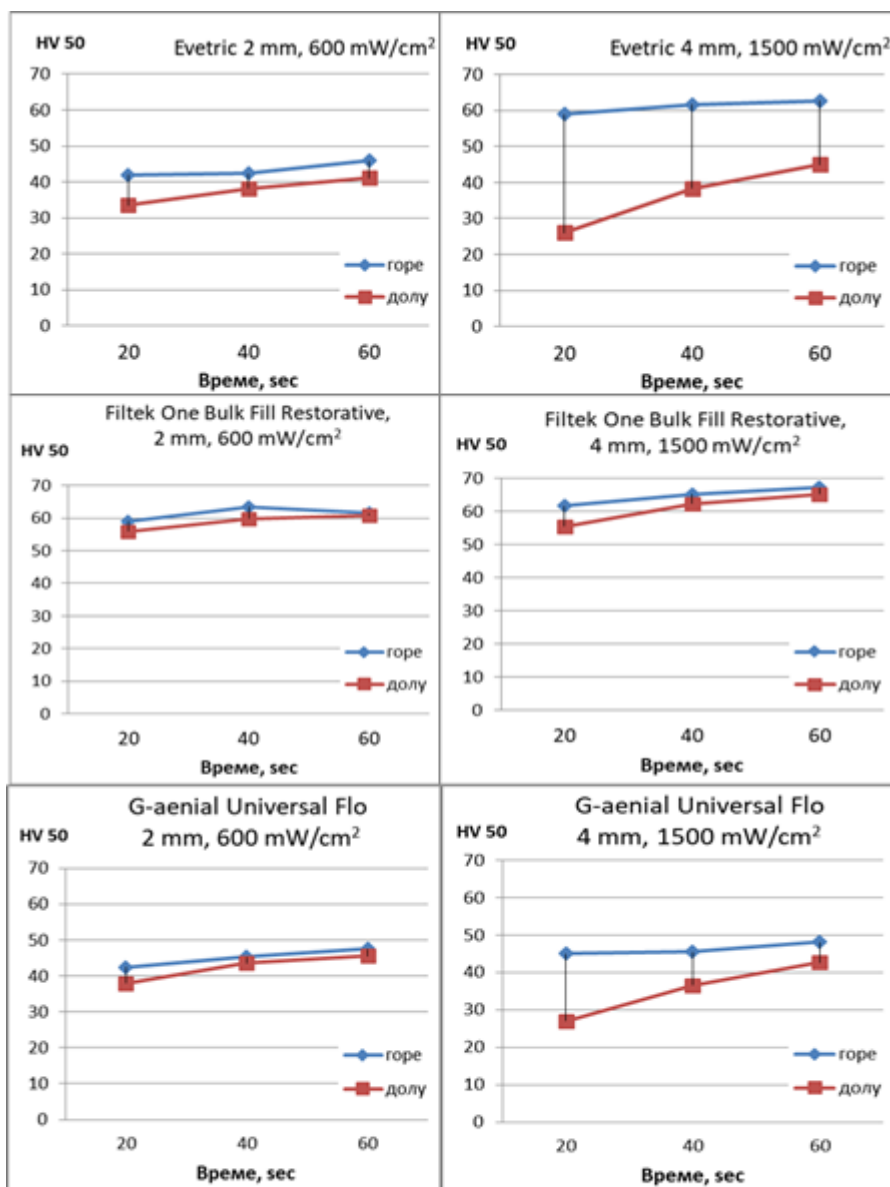 HV 50
Evetric 2 mm, 600 mW/cm²
70
60
50
40
30
20
10
0
горе
долу
20 40 60
Време, sec
HV 50
Evetric 4 mm, 1500 mW/cm²
70
60
50
40
30
20
10
0
горе
долу
20 40 60
Време, sec
Filtek One Bulk Fill Restorative,
2 mm, 600 mW/cm²
HV 50
70
60
50
40
30
20
10
0
горе
долу
20 40 60
Време, sec
Filtek One Bulk Fill Restorative,
4 mm, 1500 mW/cm²
HV 50
70
60
50
40
30
20
10
0
горе
долу
20 40 60
Време, sec
G-aenial Universal Flo
2 mm, 600 mW/cm²
HV 50
70
60
50
40
30
20
10
0
горе
долу
20 40 60
Време, sec
G-aenial Universal Flo
4 mm, 1500 mW/cm²
HV 50
70
60
50
40
30
20
10
0
горе
долу
20 40 60
Време, sec